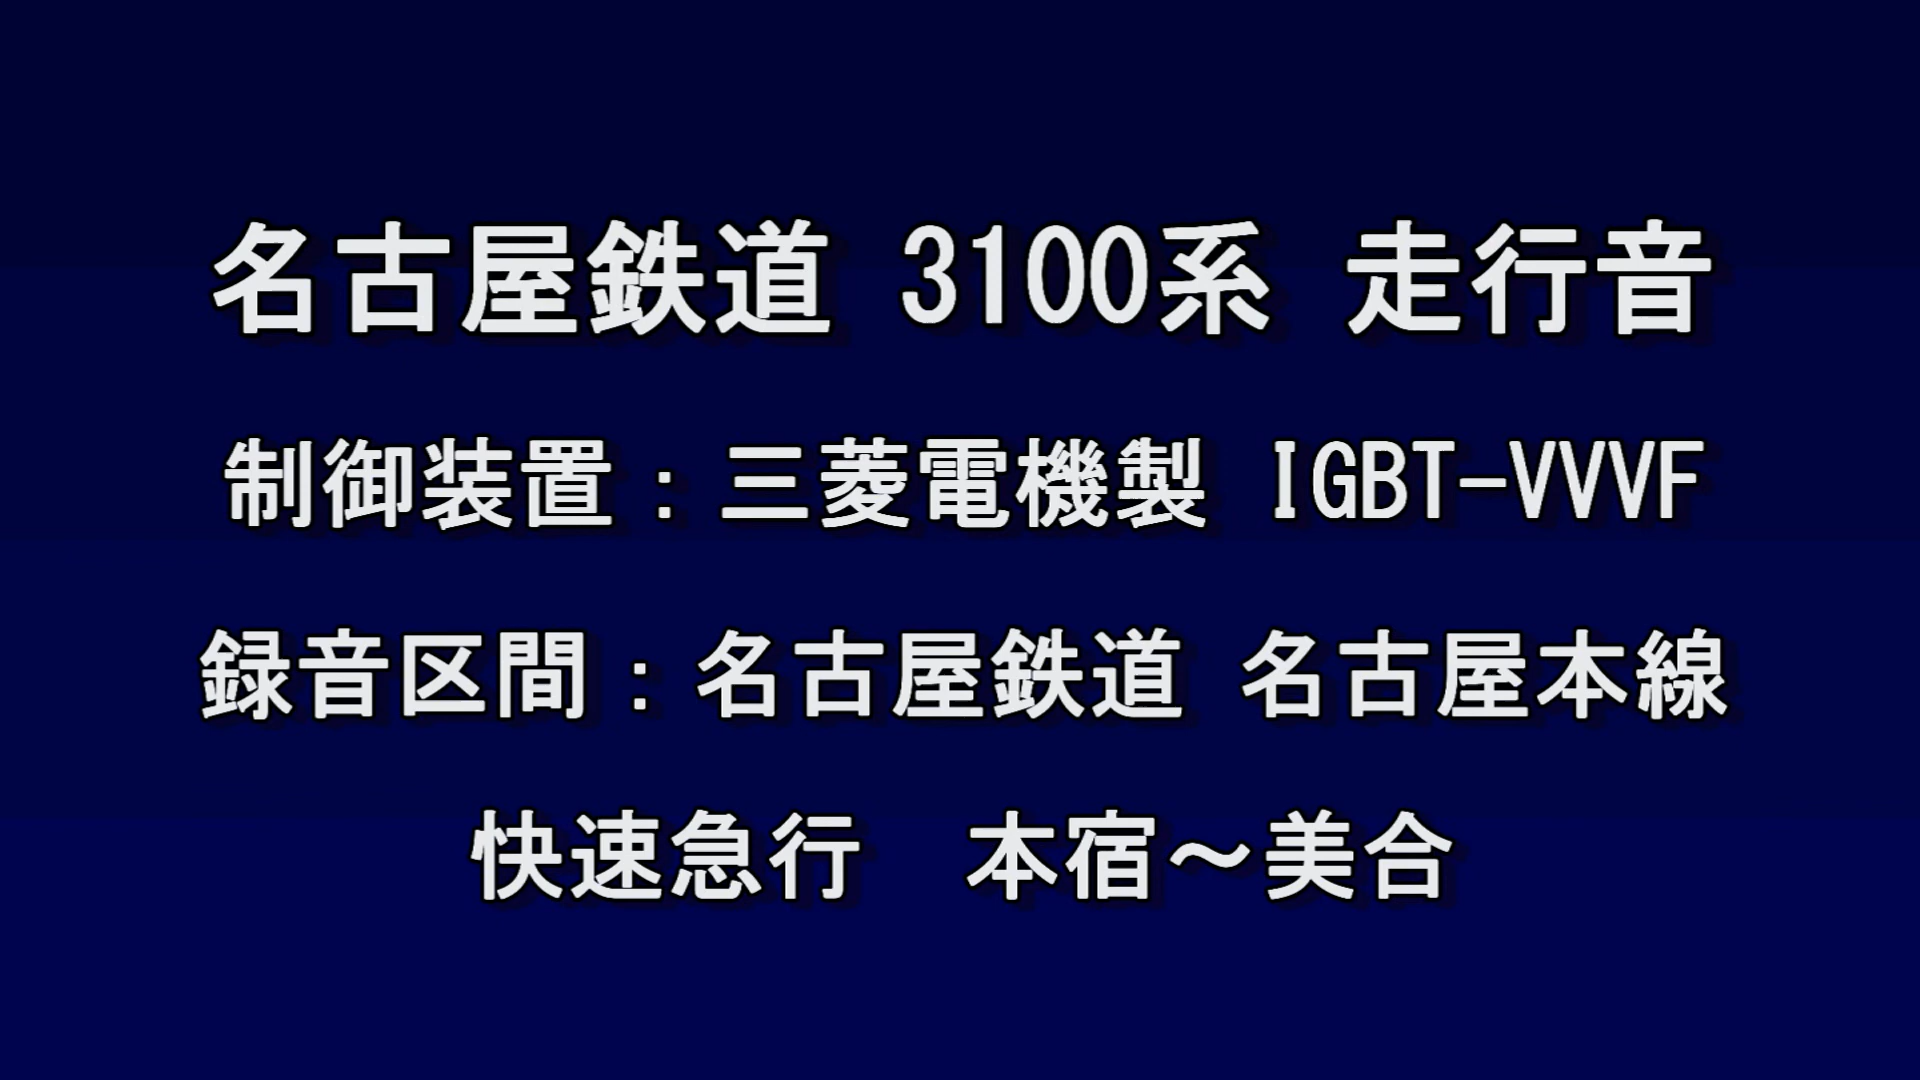 名古屋鉄道 3100系 走行音
制御装置：三菱電機製 IGBT-VVVF
録音区間：名古屋鉄道 名古屋本線
快速急行　本宿～美合